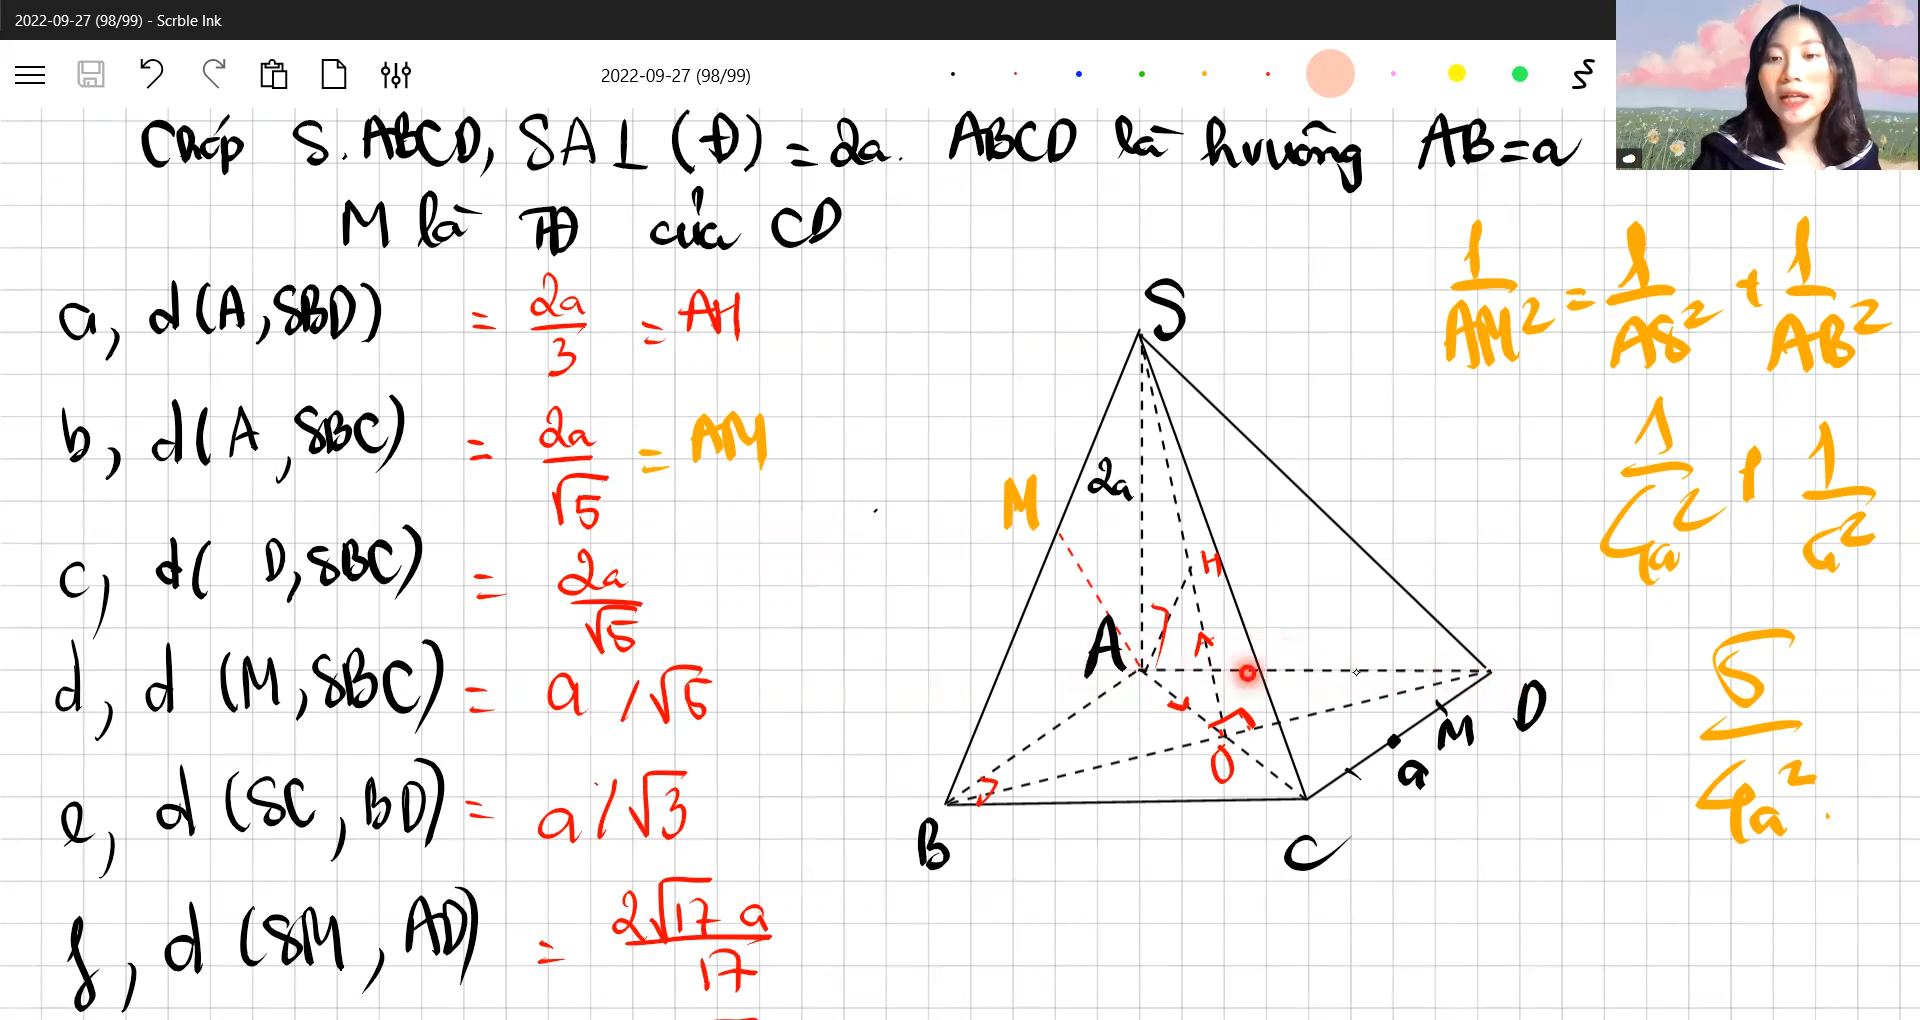 2022-09-27 (98/99) - Scrble Ink
2022-09-27 (98/99)
Chóp S.ABCD, SA⊥(Đ)=2a. ABCD là hvuông AB=a
M là TĐ của CD
a, d(A,SBD) = 2a/3 = AH
b, d(A,SBC) = 2a/√5 = AM
c, d( D,SBC) = 2a/√5
d, d (M,SBC) = a/√5
e, d (SC,BD) = a/√3
f, d (SM,AD) = 2√17 a/17
1/AM² = 1/AS² + 1/AB²
1/4a² + 1/a²
5/4a².
S
2a
M
H
A
A
D
M
O
a
B
C